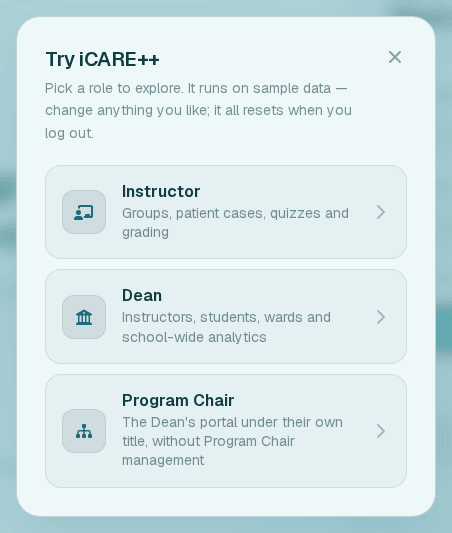 Try iCARE++
Pick a role to explore. It runs on sample data —
change anything you like; it all resets when you
log out.
Instructor
Groups, patient cases, quizzes and
grading
Dean
Instructors, students, wards and
school-wide analytics
Program Chair
The Dean's portal under their own
title, without Program Chair
management